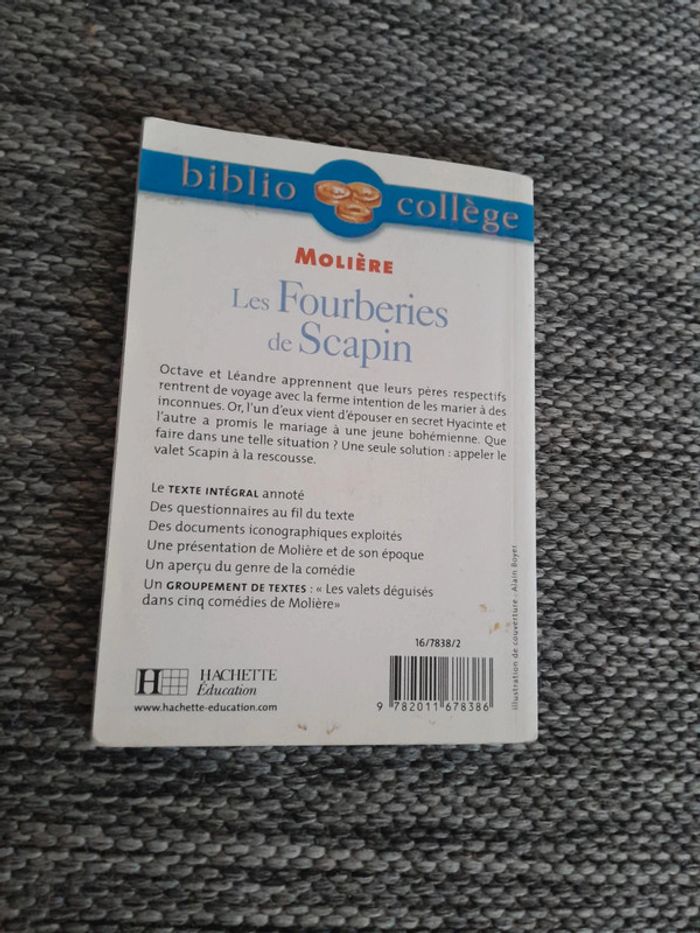 biblio collège
MOLIÈRE
Les Fourberies
de Scapin
Octave et Léandre apprennent que leurs pères respectifs
rentrent de voyage avec la ferme intention de les marier à des
inconnues. Or, l'un d'eux vient d'épouser en secret Hyacinte et
l'autre a promis le mariage à une jeune bohémienne. Que
faire dans une telle situation ? Une seule solution : appeler le
valet Scapin à la rescousse.
Le TEXTE INTÉGRAL annoté
Des questionnaires au fil du texte
Des documents iconographiques exploités
Une présentation de Molière et de son époque
Un aperçu du genre de la comédie
Un GROUPEMENT DE TEXTES : « Les valets déguisés
dans cinq comédies de Molière»
16/7838/2
H HACHETTE
Éducation
www.hachette-education.com
9 782011 678386
illustration de couverture : Alain Boyer